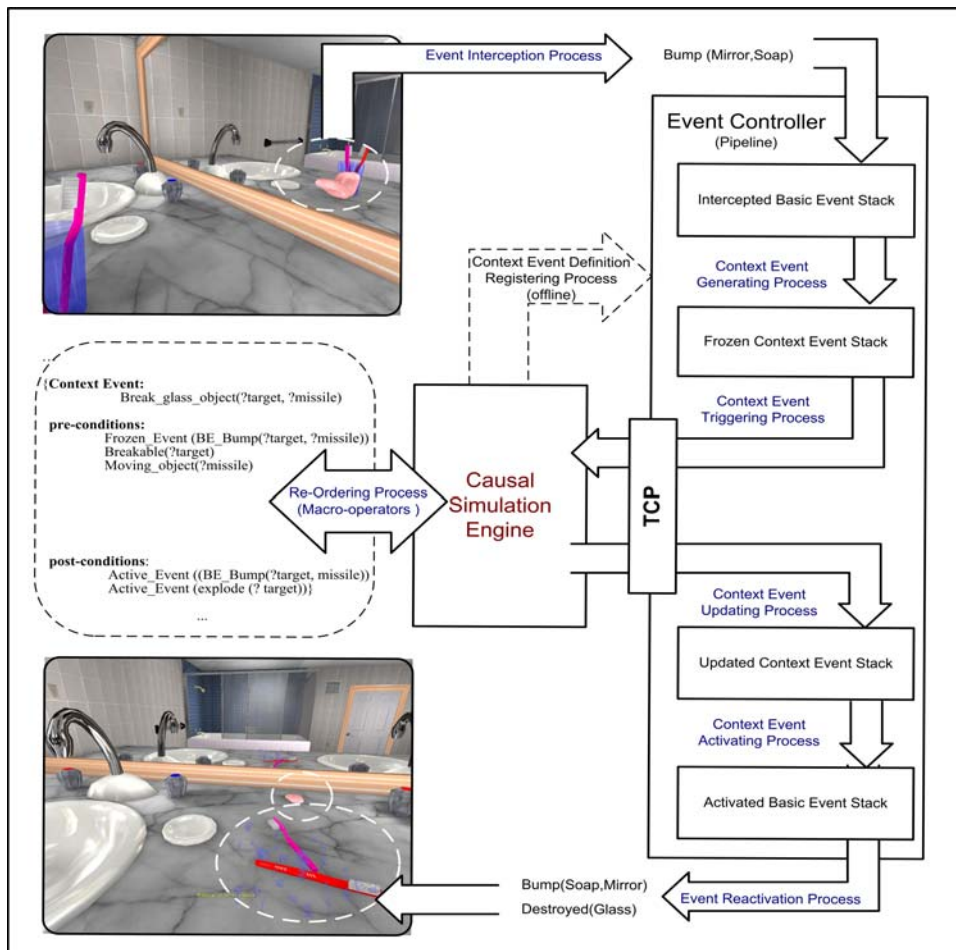 Event Interception Process
Bump (Mirror,Soap)
Event Controller
(Pipeline)
Intercepted Basic Event Stack
Context Event
Generating Process
Frozen Context Event Stack
Context Event
Triggering Process
Context Event Definition
Registering Process
(offline)
...
{Context Event:
Break_glass_object(?target, ?missile)
pre-conditions:
Frozen_Event (BE_Bump(?target, ?missile))
Breakable(?target)
Moving_object(?missile)
post-conditions:
Active_Event ((BE_Bump(?target, missile))
Active_Event (explode (? target))}
...
Re-Ordering Process
(Macro-operators )
Causal
Simulation
Engine
TCP
Context Event
Updating Process
Updated Context Event Stack
Context Event
Activating Process
Activated Basic Event Stack
Bump(Soap,Mirror)
Destroyed(Glass)
Event Reactivation Process